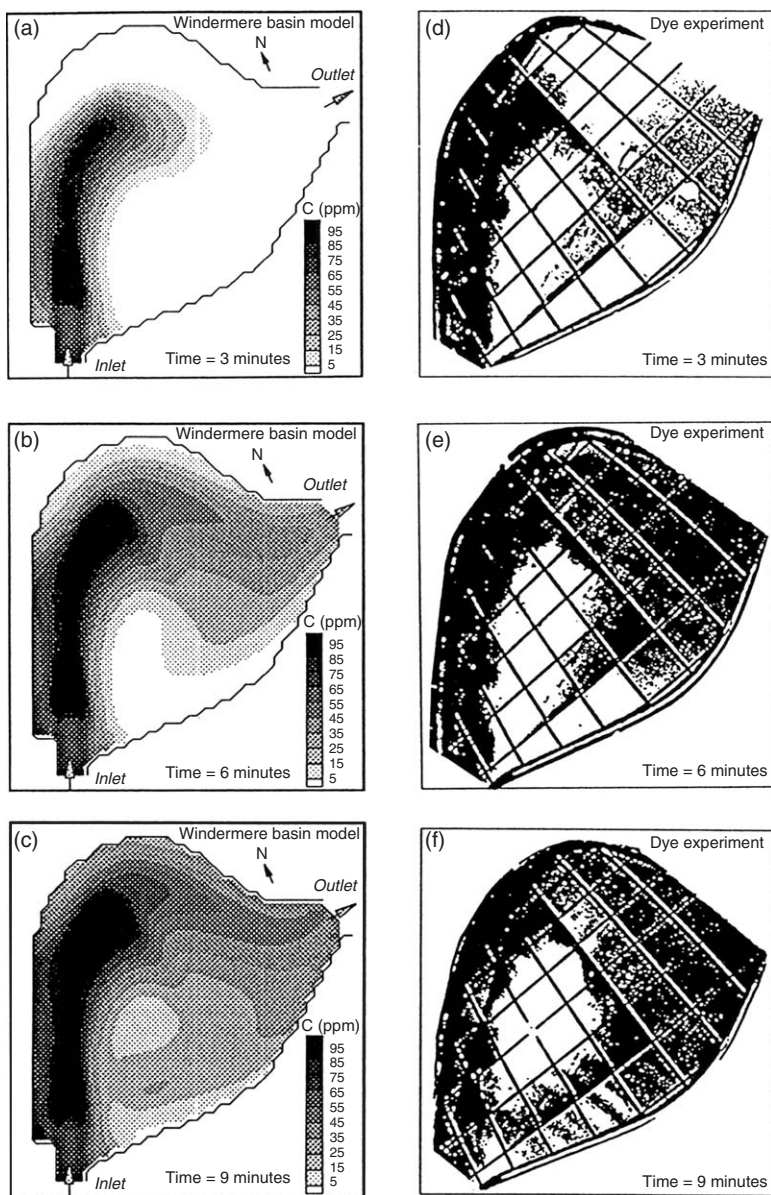 (a)
Windermere basin model
N
Outlet
C (ppm)
95
85
75
65
55
45
35
25
15
5
Inlet
Time = 3 minutes
(d)
Dye experiment
Time = 3 minutes
(b)
Windermere basin model
N
Outlet
C (ppm)
95
85
75
65
55
45
35
25
15
5
Inlet
Time = 6 minutes
(e)
Dye experiment
Time = 6 minutes
(c)
Windermere basin model
N
Outlet
C (ppm)
95
85
75
65
55
45
35
25
15
5
Inlet
Time = 9 minutes
(f)
Dye experiment
Time = 9 minutes